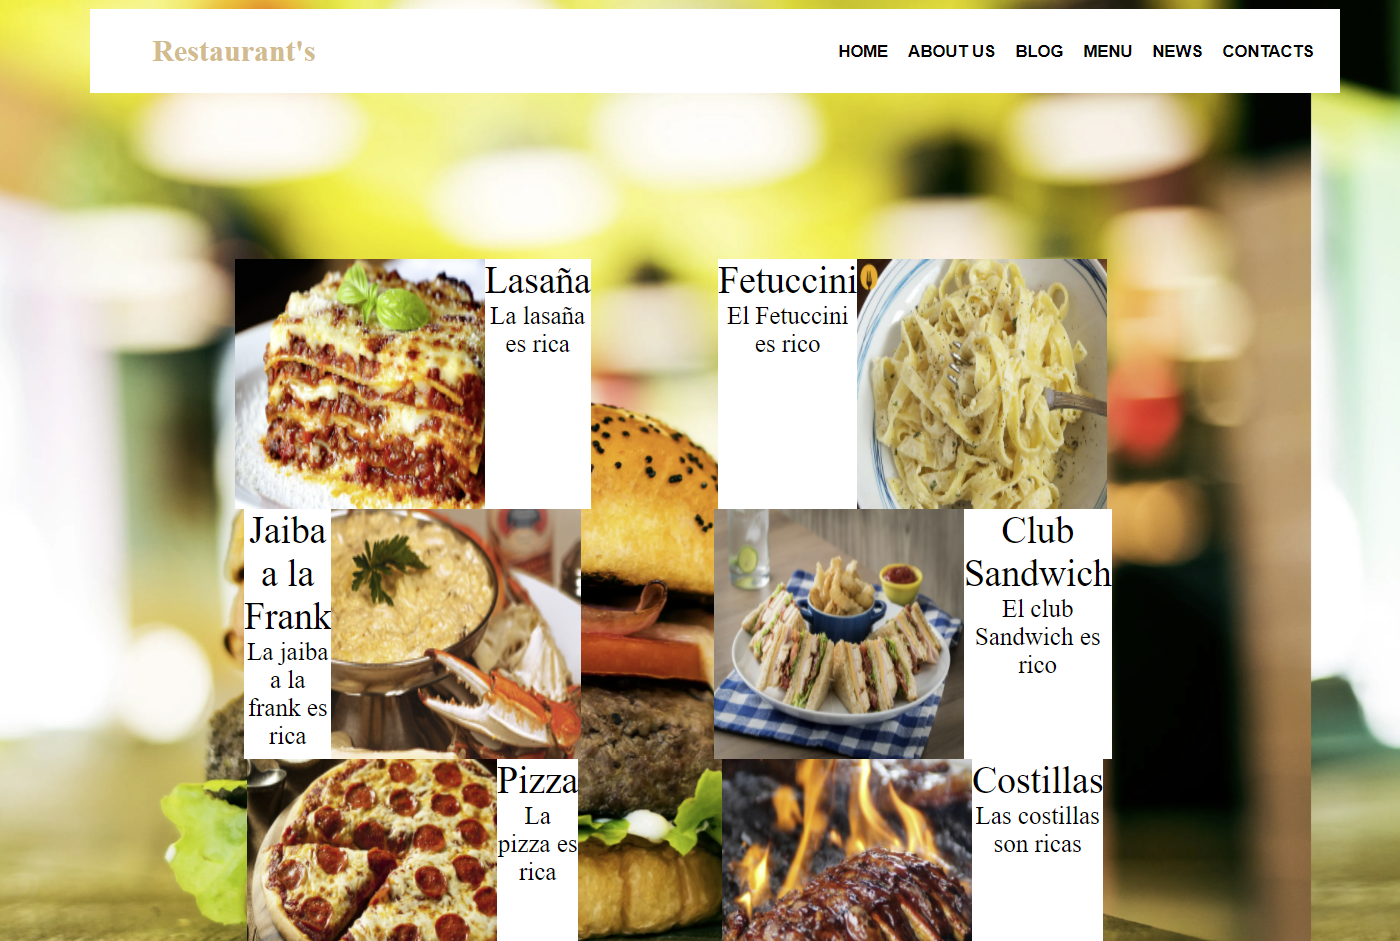 Restaurant's
HOME ABOUT US BLOG MENU NEWS CONTACTS
Lasaña
La lasaña
es rica
Fetuccini
El Fetuccini
es rico
Jaiba
a la
Frank
La jaiba
a la
frank es
rica
Club
Sandwich
El club
Sandwich es
rico
Pizza
La
pizza es
rica
Costillas
Las costillas
son ricas